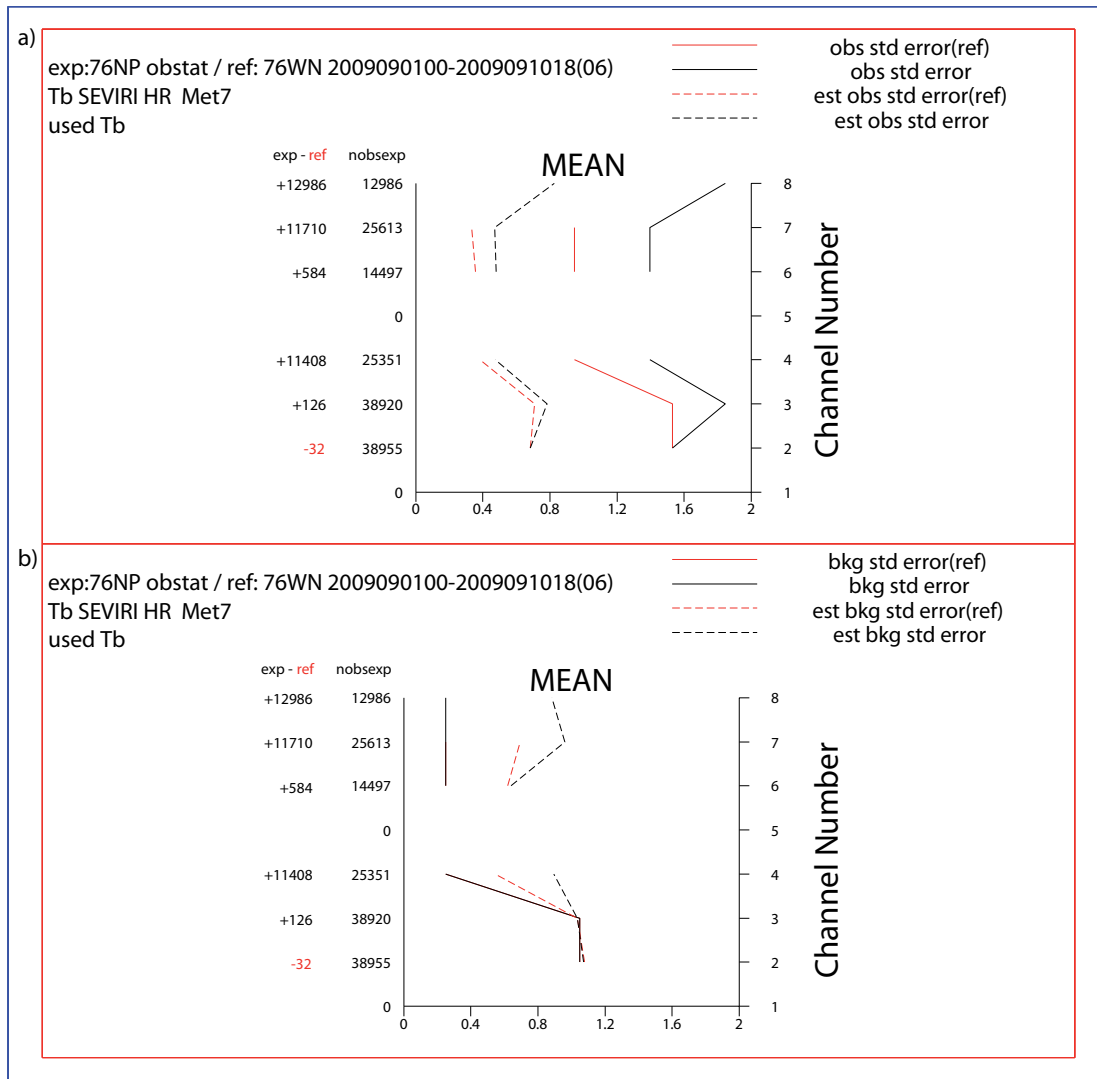 a)
exp:76NP obstat / ref: 76WN 2009090100-2009091018(06)
Tb SEVIRI HR Met7
used Tb
obs std error(ref)
obs std error
est obs std error(ref)
est obs std error
exp - ref nobsexp
MEAN
+12986 12986 8
+11710 25613 7
+584 14497 6
0 5
+11408 25351 4
+126 38920 3
-32 38955 2
0 1
0 0.4 0.8 1.2 1.6 2
Channel Number
b)
exp:76NP obstat / ref: 76WN 2009090100-2009091018(06)
Tb SEVIRI HR Met7
used Tb
bkg std error(ref)
bkg std error
est bkg std error(ref)
est bkg std error
exp - ref nobsexp
MEAN
+12986 12986 8
+11710 25613 7
+584 14497 6
0 5
+11408 25351 4
+126 38920 3
-32 38955 2
0 1
0 0.4 0.8 1.2 1.6 2
Channel Number